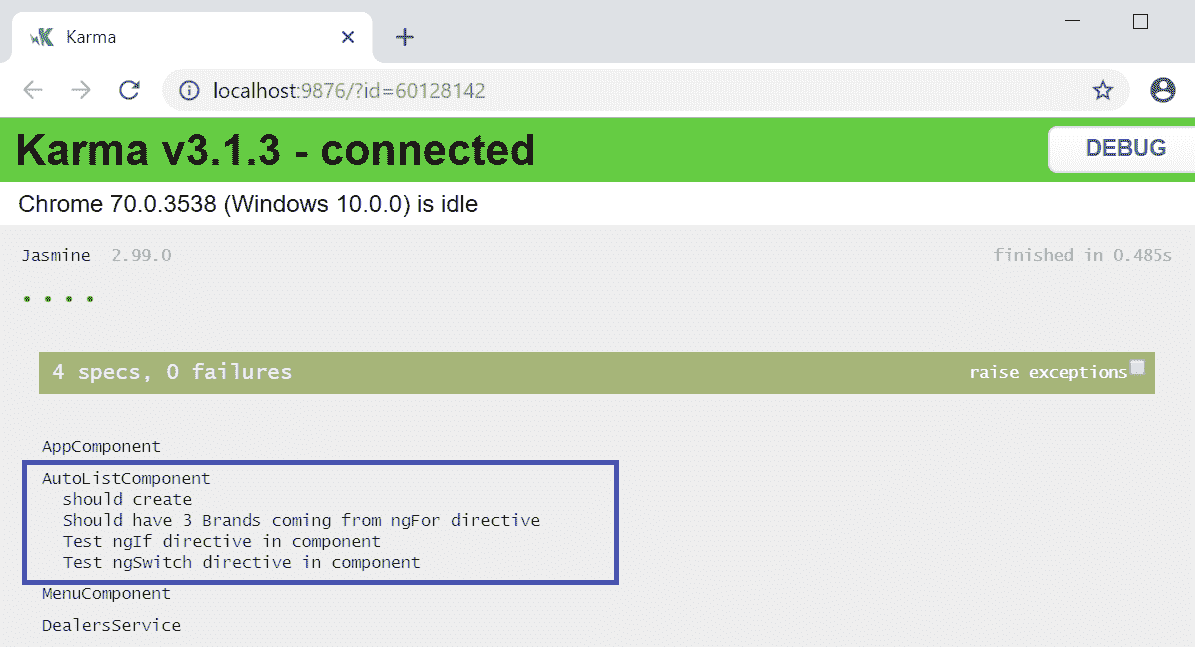 Karma
localhost:9876/?id=60128142
Karma v3.1.3 - connected
DEBUG
Chrome 70.0.3538 (Windows 10.0.0) is idle
Jasmine 2.99.0 finished in 0.485s
4 specs, 0 failures raise exceptions
AppComponent
AutoListComponent
should create
Should have 3 Brands coming from ngFor directive
Test ngIf directive in component
Test ngSwitch directive in component
MenuComponent
DealersService